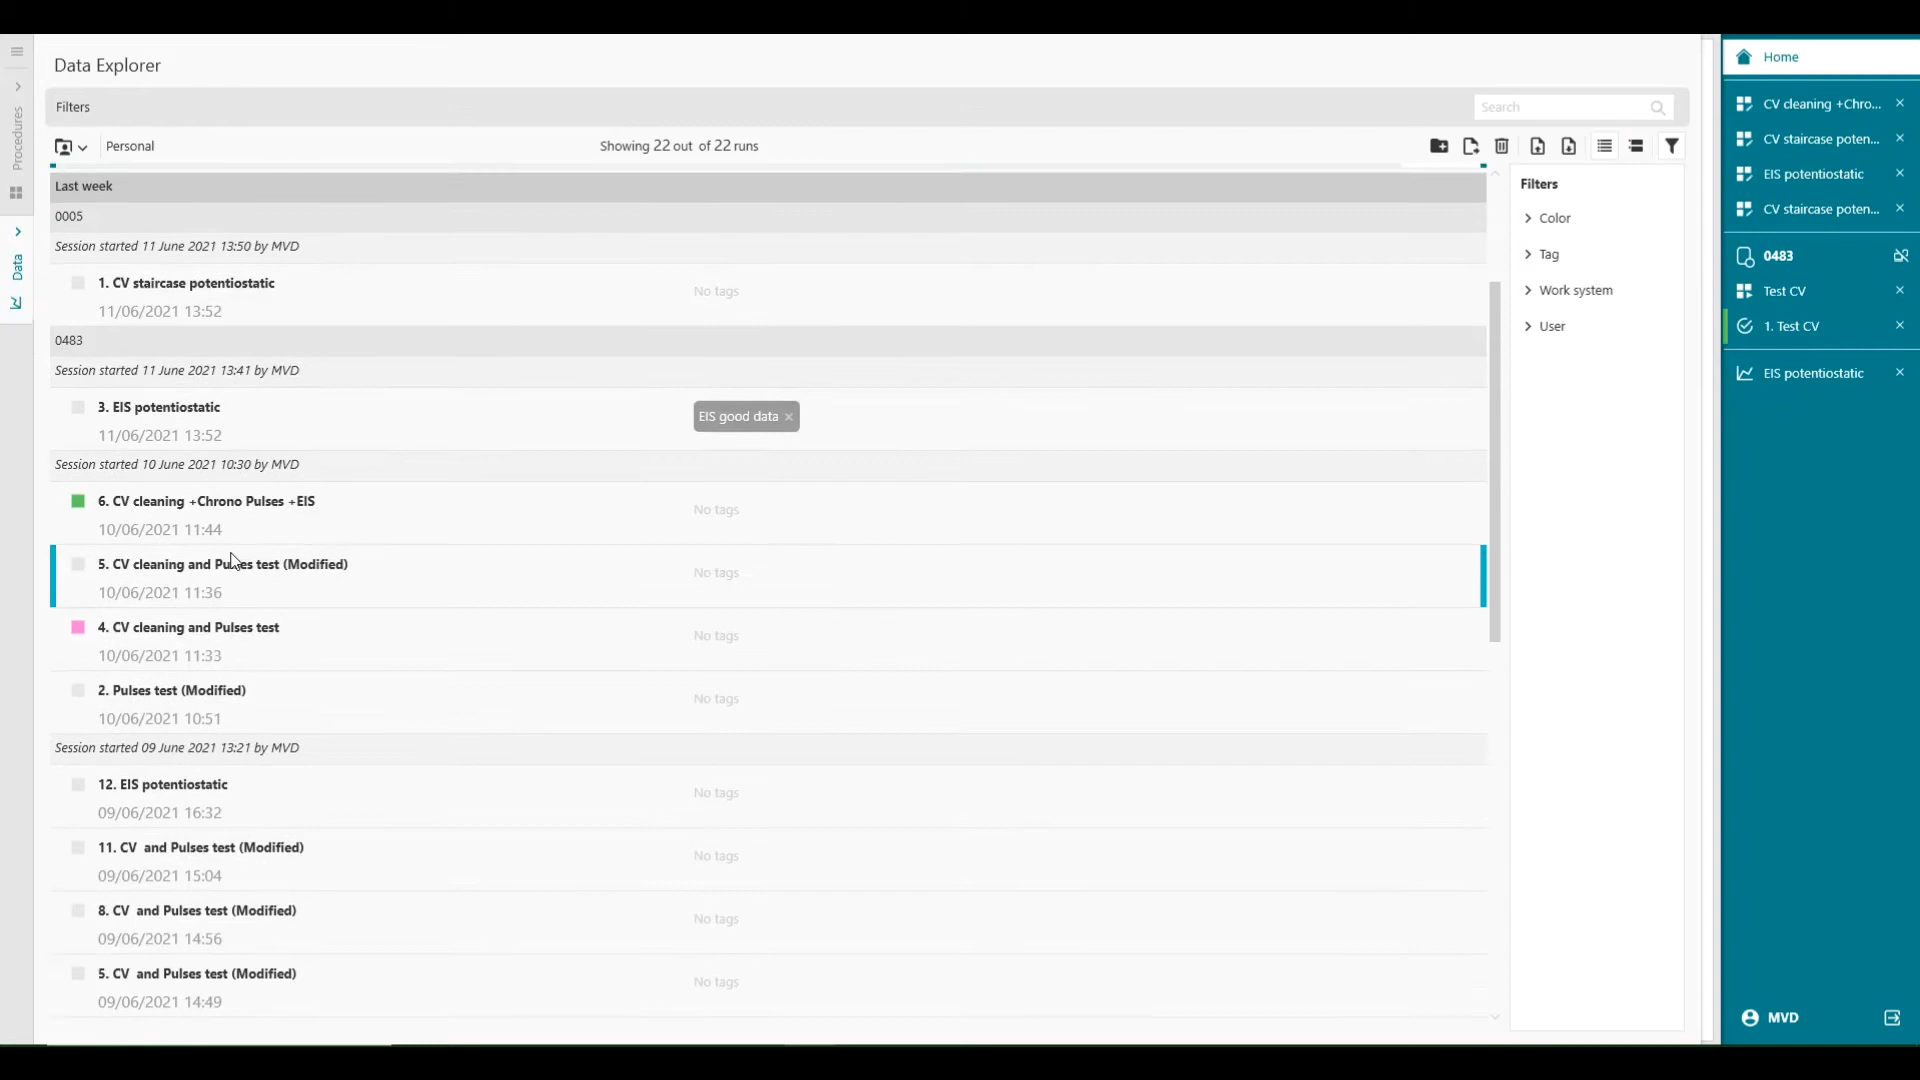 Data Explorer
Filters
Search
Personal
Showing 22 out of 22 runs
Procedures
Data
Last week
0005
Session started 11 June 2021 13:50 by MVD
1. CV staircase potentiostatic
No tags
11/06/2021 13:52
0483
Session started 11 June 2021 13:41 by MVD
3. EIS potentiostatic
EIS good data ×
11/06/2021 13:52
Session started 10 June 2021 10:30 by MVD
6. CV cleaning +Chrono Pulses +EIS
No tags
10/06/2021 11:44
5. CV cleaning and Pulses test (Modified)
No tags
10/06/2021 11:36
4. CV cleaning and Pulses test
No tags
10/06/2021 11:33
2. Pulses test (Modified)
No tags
10/06/2021 10:51
Session started 09 June 2021 13:21 by MVD
12. EIS potentiostatic
No tags
09/06/2021 16:32
11. CV and Pulses test (Modified)
No tags
09/06/2021 15:04
8. CV and Pulses test (Modified)
No tags
09/06/2021 14:56
5. CV and Pulses test (Modified)
No tags
09/06/2021 14:49
Filters
Color
Tag
Work system
User
Home
CV cleaning +Chro... ×
CV staircase poten... ×
EIS potentiostatic ×
CV staircase poten... ×
0483
Test CV ×
1. Test CV ×
EIS potentiostatic ×
MVD